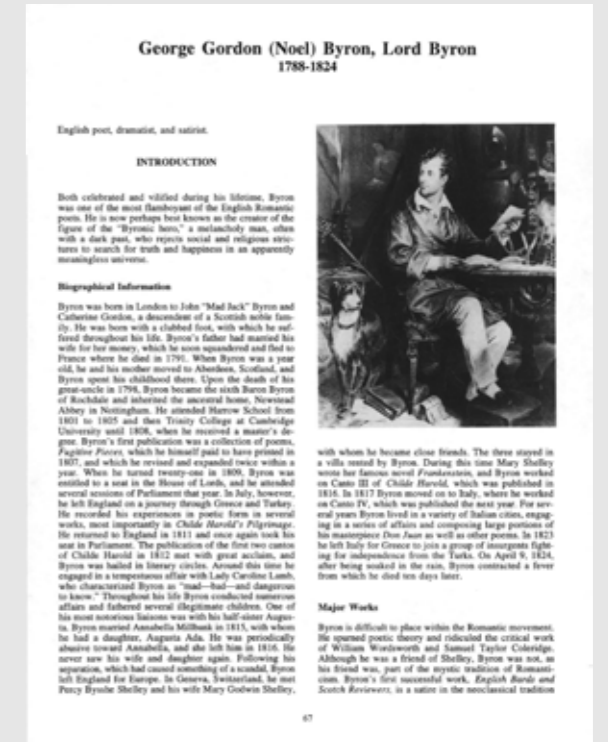 George Gordon (Noel) Byron, Lord Byron
1788-1824
English poet, dramatist, and satirist.
INTRODUCTION
Both celebrated and vilified during his lifetime, Byron
was one of the most flamboyant of the English Romantic
poets. He is now perhaps best known as the creator of the
figure of the "Byronic hero," a melancholy man, often
with a dark past, who rejects social and religious stric-
tures to search for truth and happiness in an apparently
meaningless universe.
Biographical Information
Byron was born in London to John "Mad Jack" Byron and
Catherine Gordon, a descendent of a Scottish noble fam-
ily. He was born with a clubbed foot, with which he suf-
fered throughout his life. Byron's father had married his
wife for her money, which he soon squandered and fled to
France where he died in 1791. When Byron was a year
old, he and his mother moved to Aberdeen, Scotland, and
Byron spent his childhood there. Upon the death of his
great-uncle in 1798, Byron became the sixth Baron Byron
of Rochdale and inherited the ancestral home, Newstead
Abbey in Nottingham. He attended Harrow School from
1801 to 1805 and then Trinity College at Cambridge
University until 1808, when he received a master's de-
gree. Byron's first publication was a collection of poems,
Fugitive Pieces, which he himself paid to have printed in
1807, and which he revised and expanded twice within a
year. When he turned twenty-one in 1809, Byron was
entitled to a seat in the House of Lords, and he attended
several sessions of Parliament that year. In July, however,
he left England on a journey through Greece and Turkey.
He recorded his experiences in poetic form in several
works, most importantly in Childe Harold's Pilgrimage.
He returned to England in 1811 and once again took his
seat in Parliament. The publication of the first two cantos
of Childe Harold in 1812 met with great acclaim, and
Byron was hailed in literary circles. Around this time he
engaged in a tempestuous affair with Lady Caroline Lamb,
who characterized Byron as "mad—bad—and dangerous
to know." Throughout his life Byron conducted numerous
affairs and fathered several illegitimate children. One of
his most notorious liaisons was with his half-sister Augus-
ta. Byron married Annabella Millbank in 1815, with whom
he had a daughter, Augusta Ada. He was periodically
abusive toward Annabella, and she left him in 1816. He
never saw his wife and daughter again. Following his
separation, which had caused something of a scandal, Byron
left England for Europe. In Geneva, Switzerland, he met
Percy Bysshe Shelley and his wife Mary Godwin Shelley,
with whom he became close friends. The three stayed in
a villa rented by Byron. During this time Mary Shelley
wrote her famous novel Frankenstein, and Byron worked
on Canto III of Childe Harold, which was published in
1816. In 1817 Byron moved on to Italy, where he worked
on Canto IV, which was published the next year. For sev-
eral years Byron lived in a variety of Italian cities, engag-
ing in a series of affairs and composing large portions of
his masterpiece Don Juan as well as other poems. In 1823
he left Italy for Greece to join a group of insurgents fight-
ing for independence from the Turks. On April 9, 1824,
after being soaked in the rain, Byron contracted a fever
from which he died ten days later.
Major Works
Byron is difficult to place within the Romantic movement.
He spurned poetic theory and ridiculed the critical work
of William Wordsworth and Samuel Taylor Coleridge.
Although he was a friend of Shelley, Byron was not, as
his friend was, part of the mystic tradition of Romanti-
cism. Byron's first successful work, English Bards and
Scotch Reviewers, is a satire in the neoclassical tradition
67